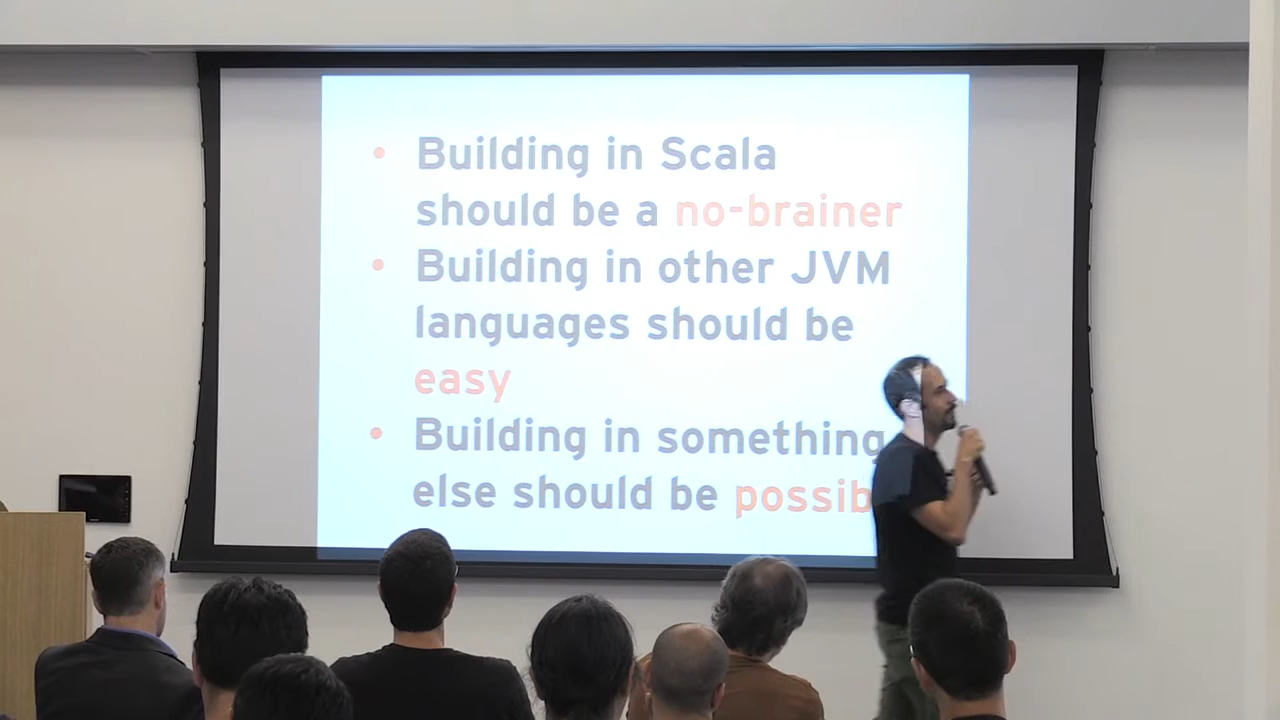 • Building in Scala
should be a no-brainer
• Building in other JVM
languages should be
easy
• Building in something
else should be